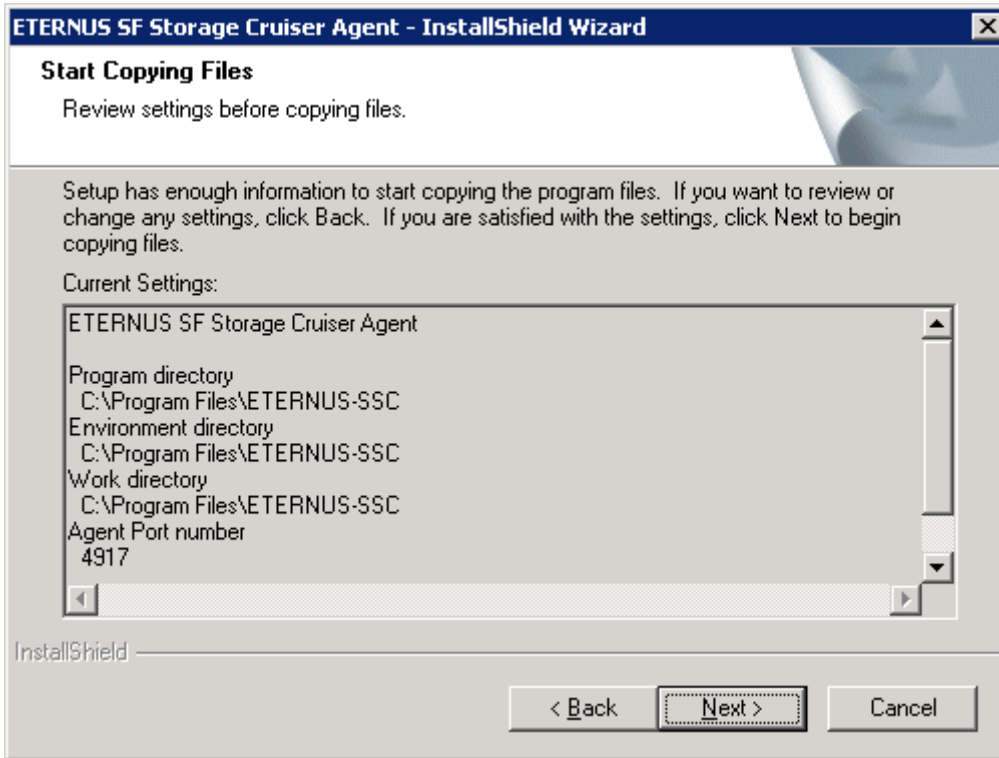 ETERNUS SF Storage Cruiser Agent - InstallShield Wizard
Start Copying Files
Review settings before copying files.
Setup has enough information to start copying the program files.  If you want to review or
change any settings, click Back.  If you are satisfied with the settings, click Next to begin
copying files.
Current Settings:
ETERNUS SF Storage Cruiser Agent
Program directory
C:\Program Files\ETERNUS-SSC
Environment directory
C:\Program Files\ETERNUS-SSC
Work directory
C:\Program Files\ETERNUS-SSC
Agent Port number
4917
InstallShield
< Back
Next >
Cancel